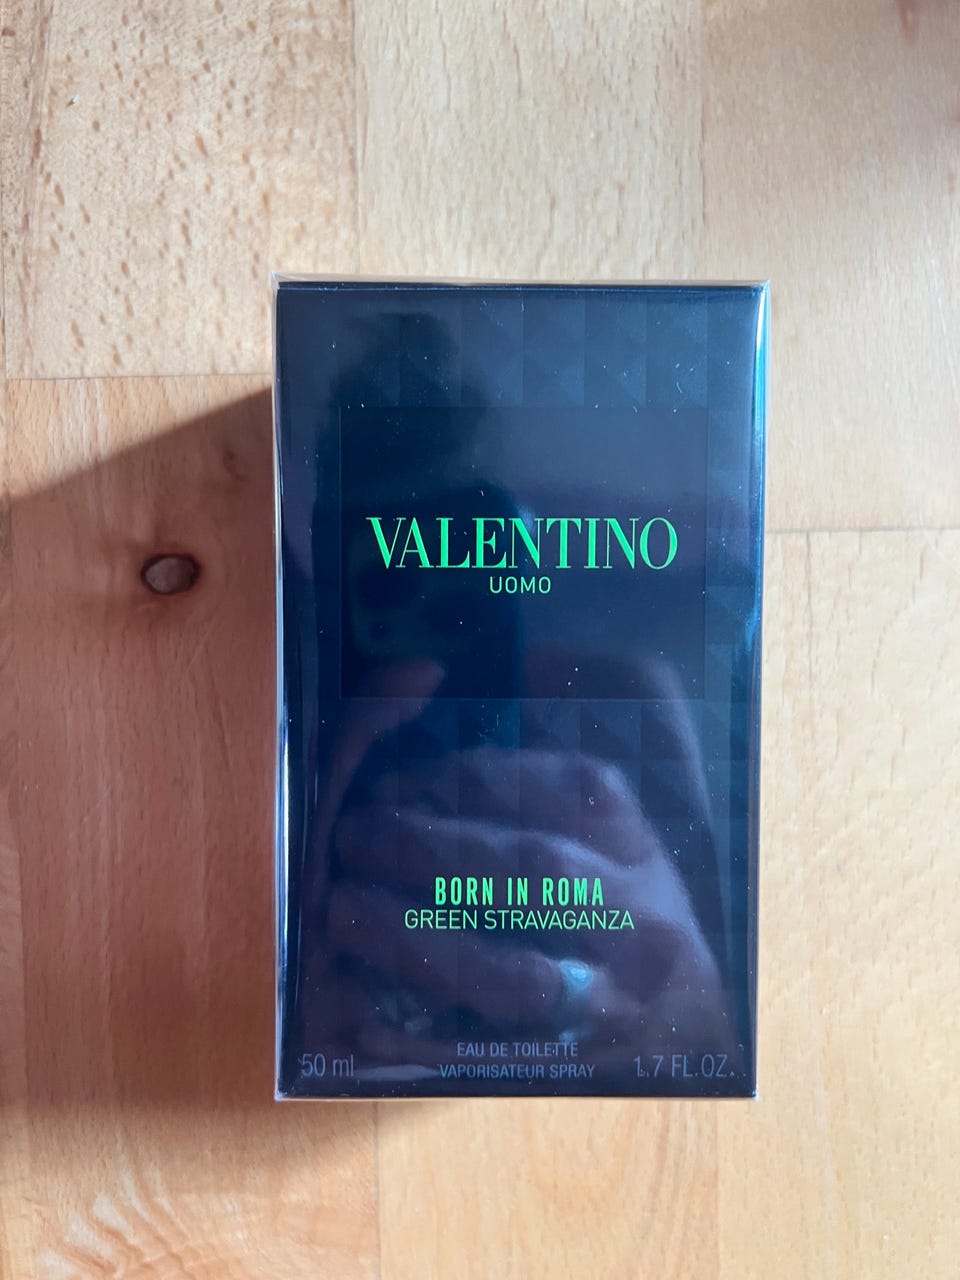 VALENTINO
UOMO
BORN IN ROMA
GREEN STRAVAGANZA
EAU DE TOILETTE
50 ml VAPORISATEUR SPRAY 1.7 FL.OZ.